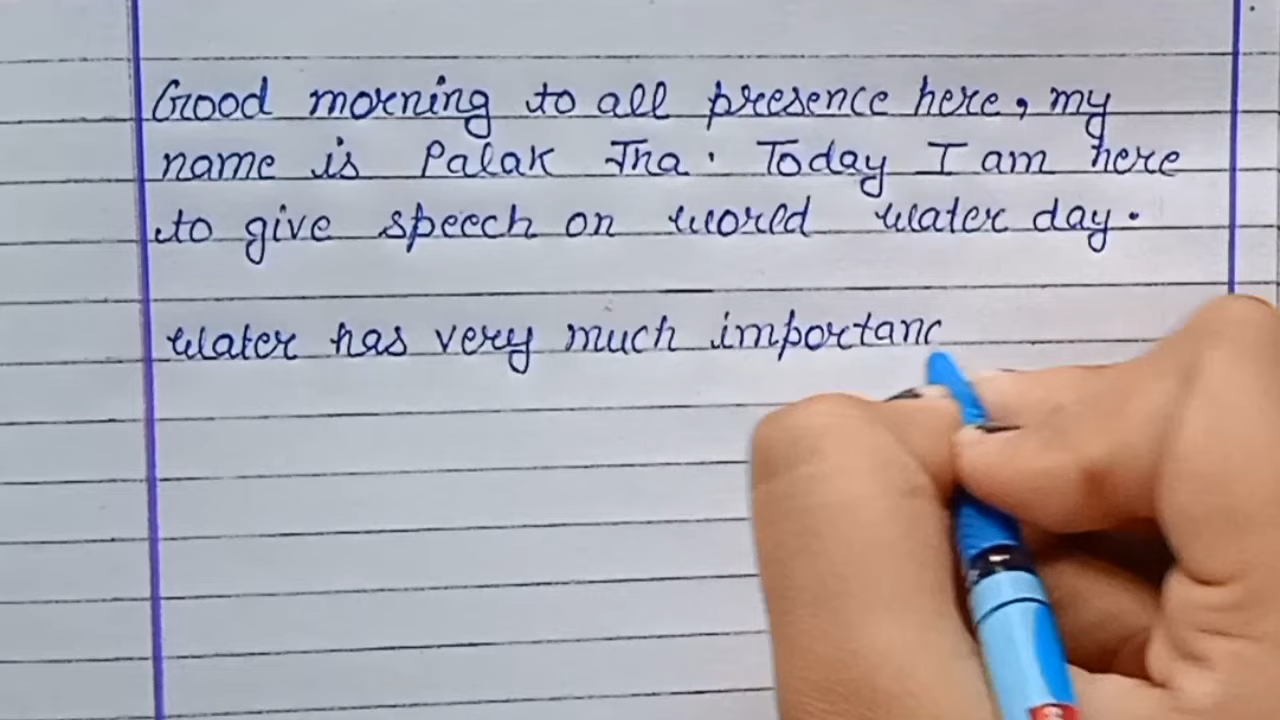 Good morning to all presence here, my
name is Palak Jha. Today I am here
to give speech on world water day.
Water has very much importanc